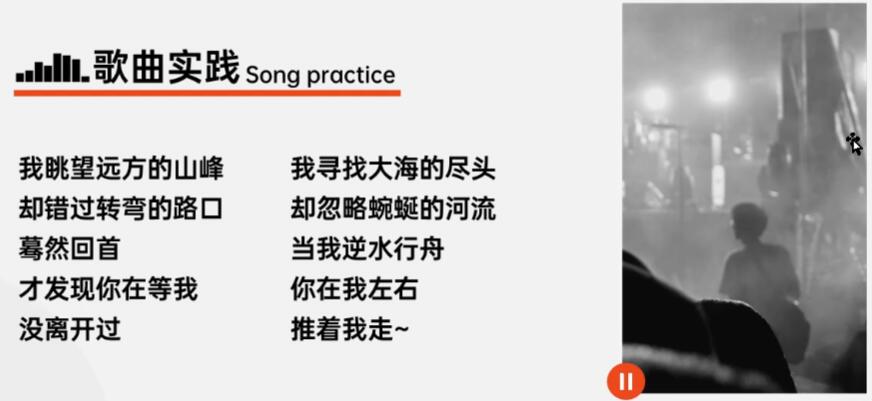 歌曲实践 Song practice
我眺望远方的山峰
却错过转弯的路口
蓦然回首
才发现你在等我
没离开过
我寻找大海的尽头
却忽略蜿蜒的河流
当我逆水行舟
你在我左右
推着我走~